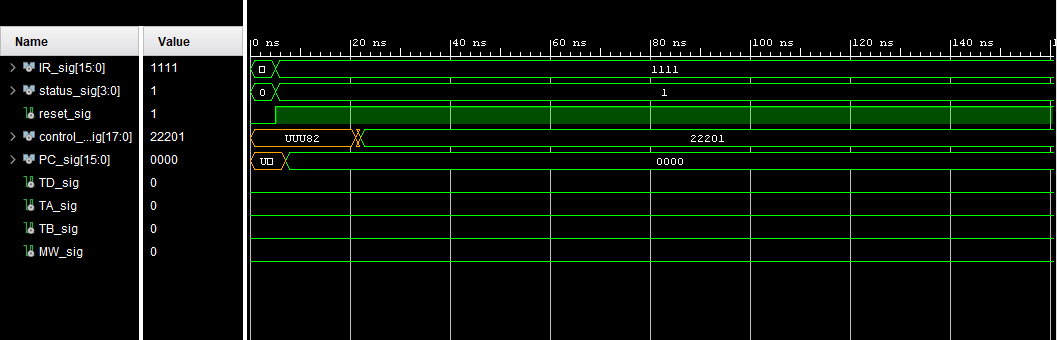 Name Value
0 ns 20 ns 40 ns 60 ns 80 ns 100 ns 120 ns 140 ns
IR_sig[15:0] 1111 1111
status_sig[3:0] 1 0 1
reset_sig 1
control_...ig[17:0] 22201 UUU82 22201
PC_sig[15:0] 0000 U 0000
TD_sig 0
TA_sig 0
TB_sig 0
MW_sig 0